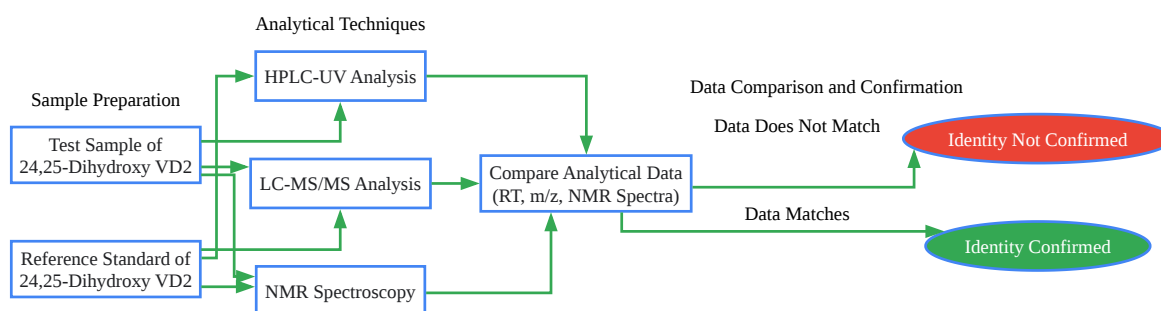 Analytical Techniques
HPLC-UV Analysis
Sample Preparation
Data Comparison and Confirmation
Test Sample of
24,25-Dihydroxy VD2
Data Does Not Match
Identity Not Confirmed
LC-MS/MS Analysis
Compare Analytical Data
(RT, m/z, NMR Spectra)
Data Matches
Identity Confirmed
Reference Standard of
24,25-Dihydroxy VD2
NMR Spectroscopy